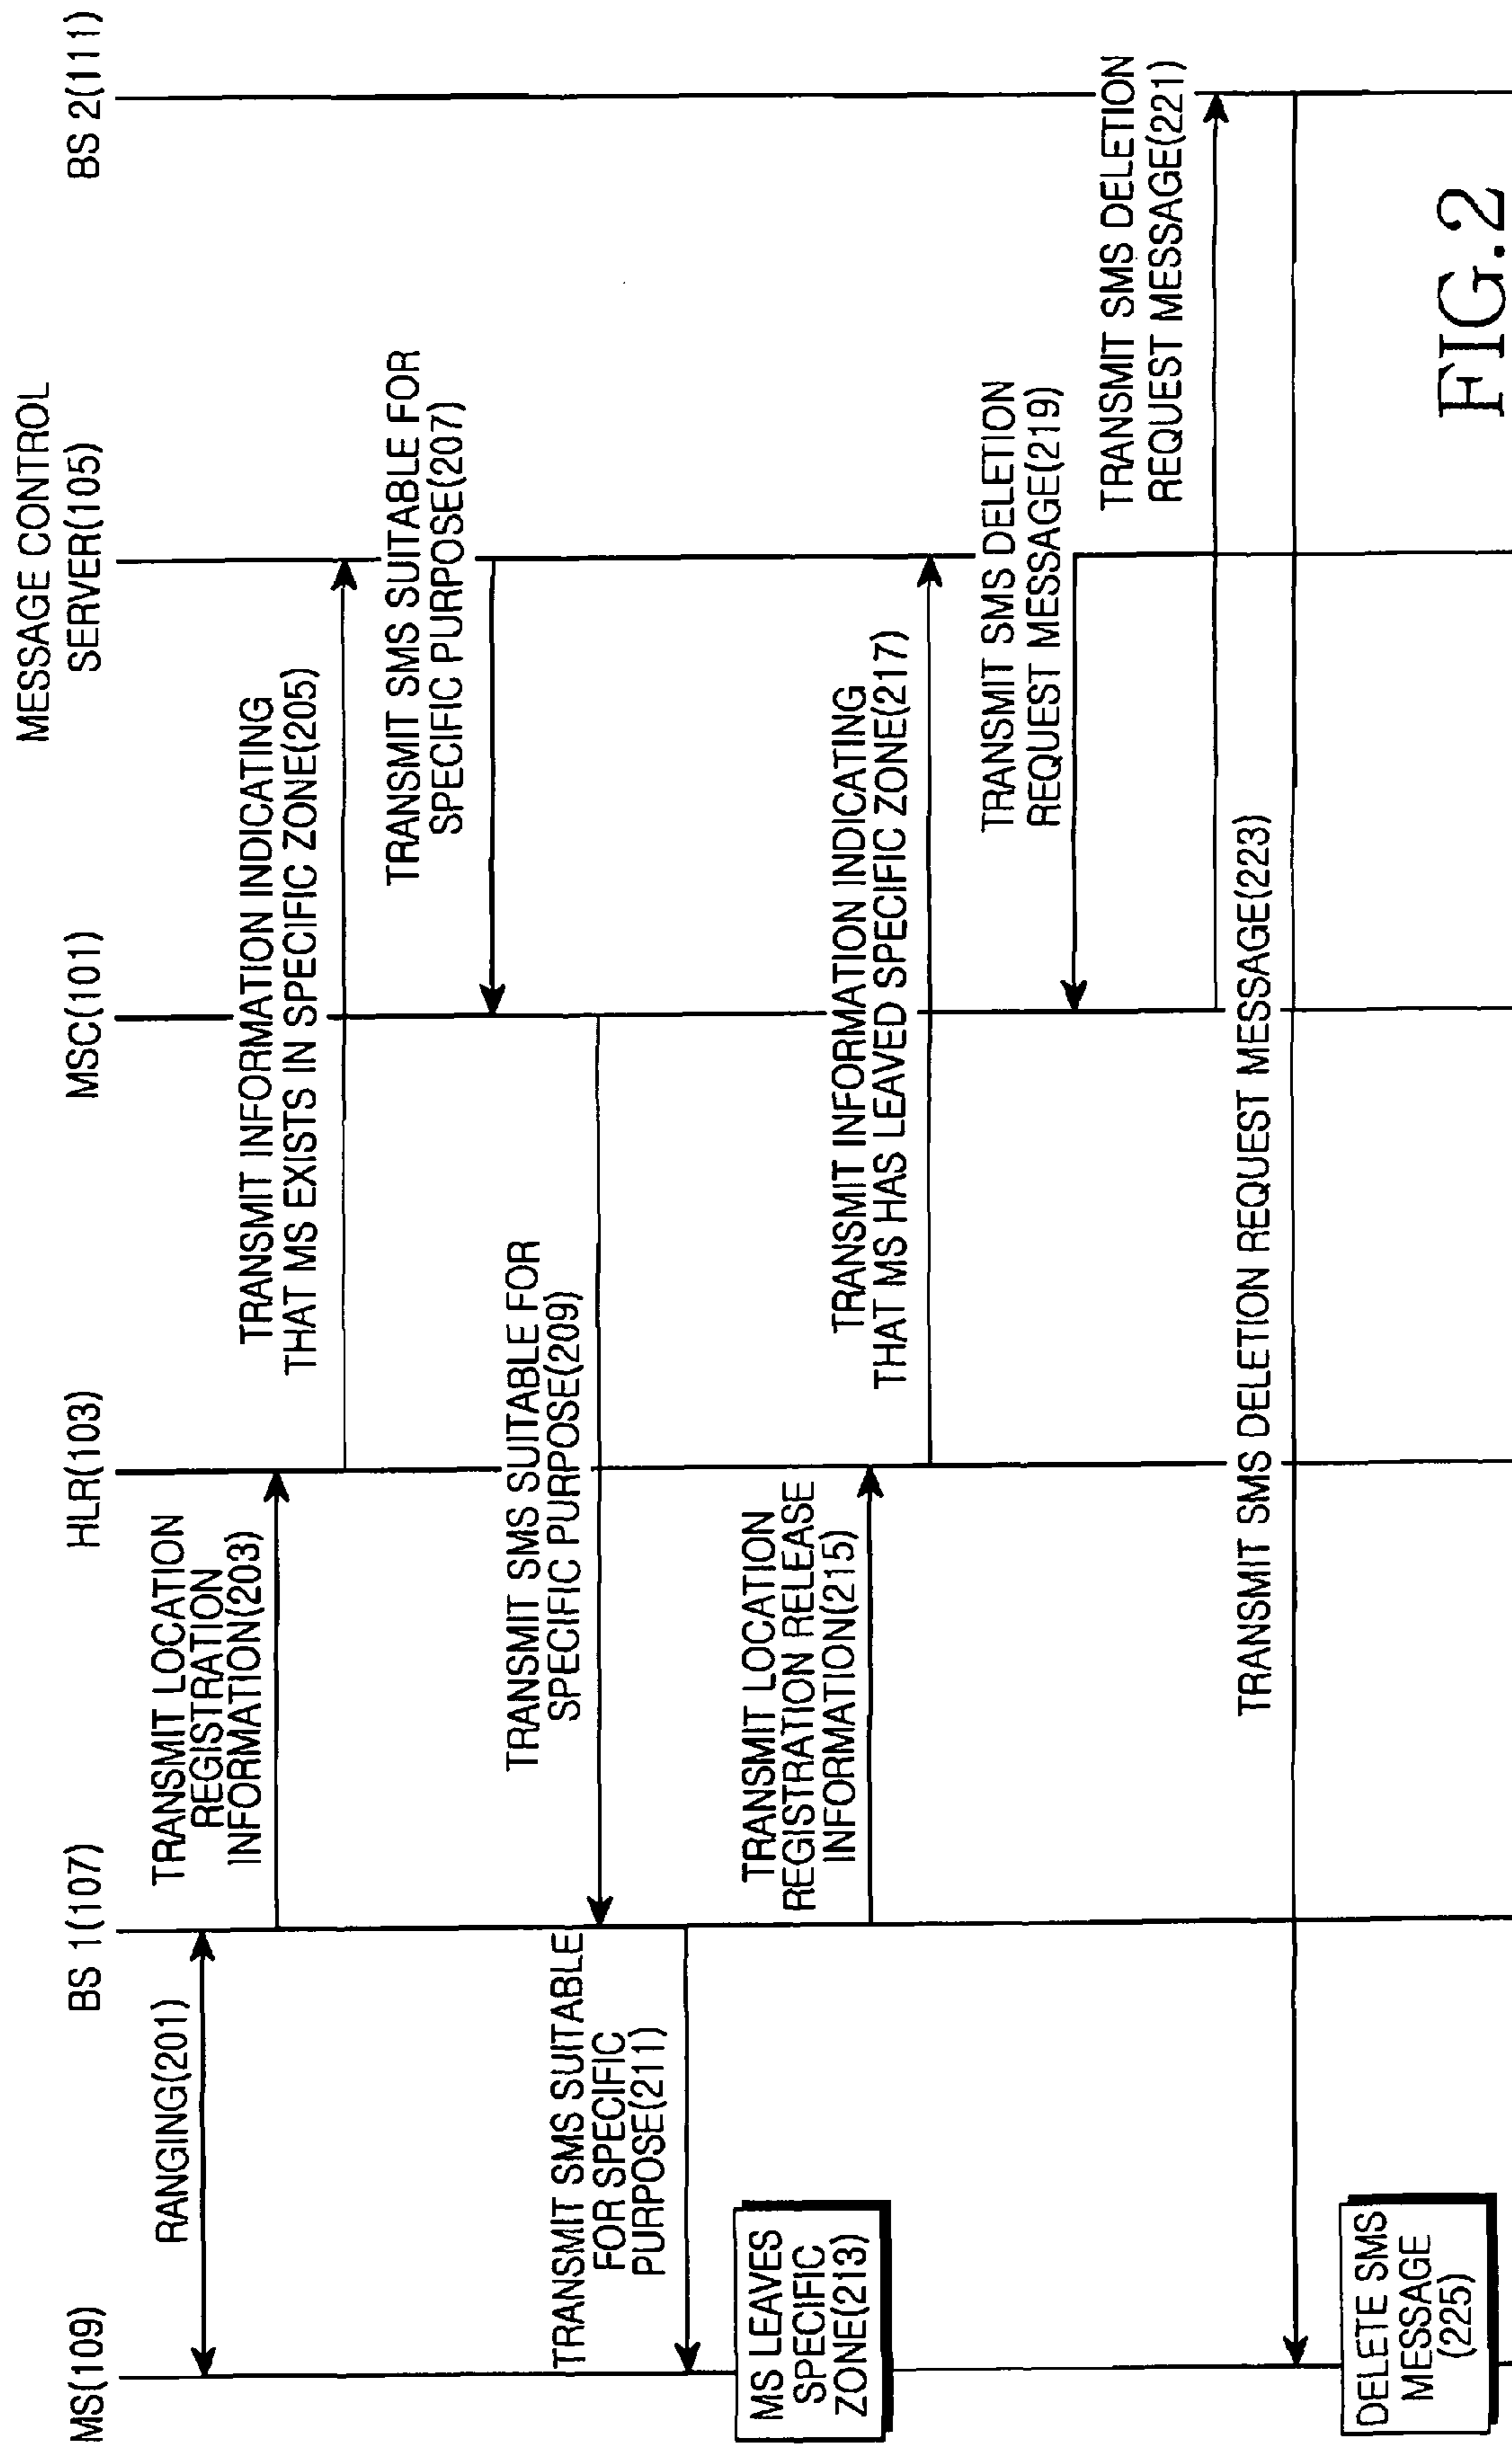 MS(109)
BS 1(107)
HLR(103)
MSC(101)
MESSAGE CONTROL
SERVER(105)
BS 2(111)
RANGING(201)
TRANSMIT LOCATION
REGISTRATION
INFORMATION(203)
TRANSMIT INFORMATION INDICATING
THAT MS EXISTS IN SPECIFIC ZONE(205)
TRANSMIT SMS SUITABLE FOR
SPECIFIC PURPOSE(207)
TRANSMIT SMS SUITABLE FOR
SPECIFIC PURPOSE(209)
TRANSMIT SMS SUITABLE
FOR SPECIFIC
PURPOSE(211)
MS LEAVES
SPECIFIC
ZONE(213)
TRANSMIT LOCATION
REGISTRATION RELEASE
INFORMATION(215)
TRANSMIT INFORMATION INDICATING
THAT MS HAS LEAVED SPECIFIC ZONE(217)
TRANSMIT SMS DELETION
REQUEST MESSAGE(219)
TRANSMIT SMS DELETION
REQUEST MESSAGE(221)
TRANSMIT SMS DELETION REQUEST MESSAGE(223)
DELETE SMS
MESSAGE
(225)
FIG.2